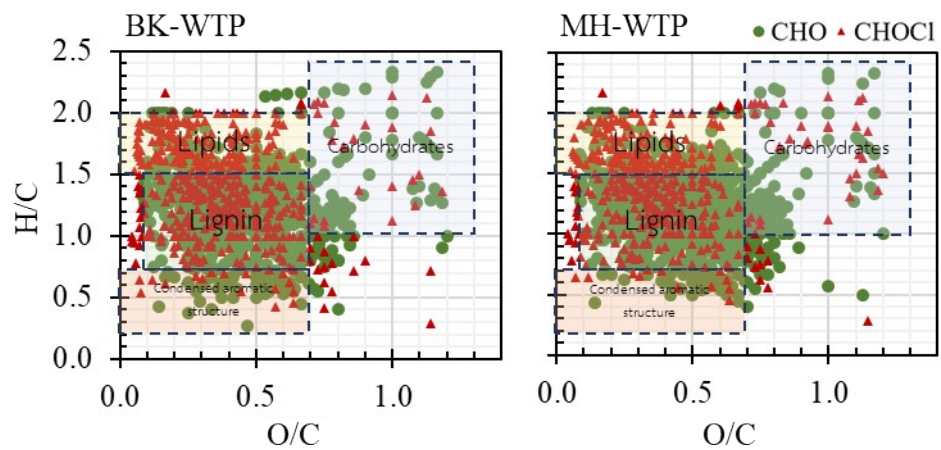 BK-WTP
MH-WTP
CHO
CHOCl
2.5
2.0
1.5
1.0
0.5
0.0
H/C
Lipids
Carbohydrates
Lignin
Condensed aromatic
structure
0.0
0.5
1.0
O/C
Lipids
Carbohydrates
Lignin
Condensed aromatic
structure
0.0
0.5
1.0
O/C